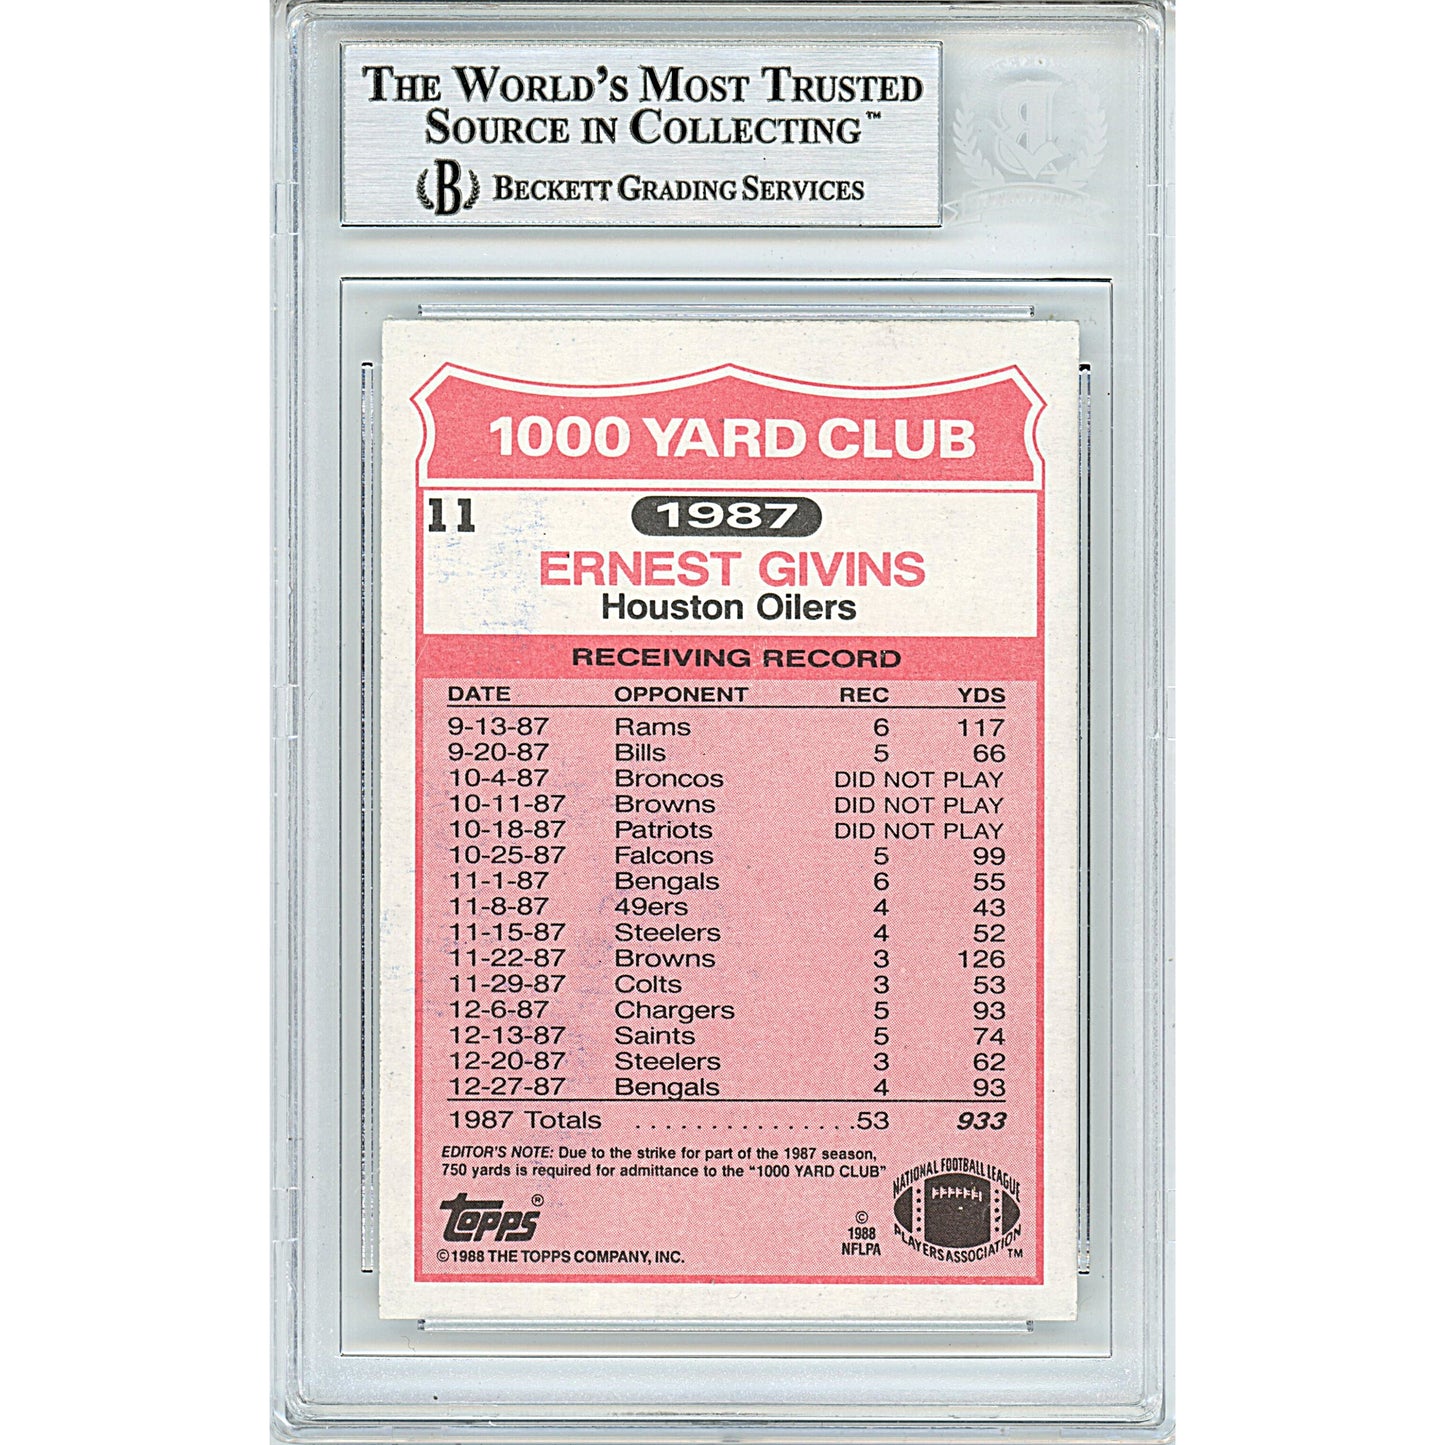 THE WORLD'S MOST TRUSTED
SOURCE IN COLLECTING™
B BECKETT GRADING SERVICES
B
1000 YARD CLUB
11 1987
ERNEST GIVINS
Houston Oilers
RECEIVING RECORD
DATE OPPONENT REC YDS
9-13-87 Rams 6 117
9-20-87 Bills 5 66
10-4-87 Broncos DID NOT PLAY
10-11-87 Browns DID NOT PLAY
10-18-87 Patriots DID NOT PLAY
10-25-87 Falcons 5 99
11-1-87 Bengals 6 55
11-8-87 49ers 4 43
11-15-87 Steelers 4 52
11-22-87 Browns 3 126
11-29-87 Colts 3 53
12-6-87 Chargers 5 93
12-13-87 Saints 5 74
12-20-87 Steelers 3 62
12-27-87 Bengals 4 93
1987 Totals ...............53 933
EDITOR'S NOTE: Due to the strike for part of the 1987 season,
750 yards is required for admittance to the "1000 YARD CLUB"
topps®
©1988 THE TOPPS COMPANY, INC.
©
1988
NFLPA
NATIONAL FOOTBALL LEAGUE
PLAYERS ASSOCIATION™